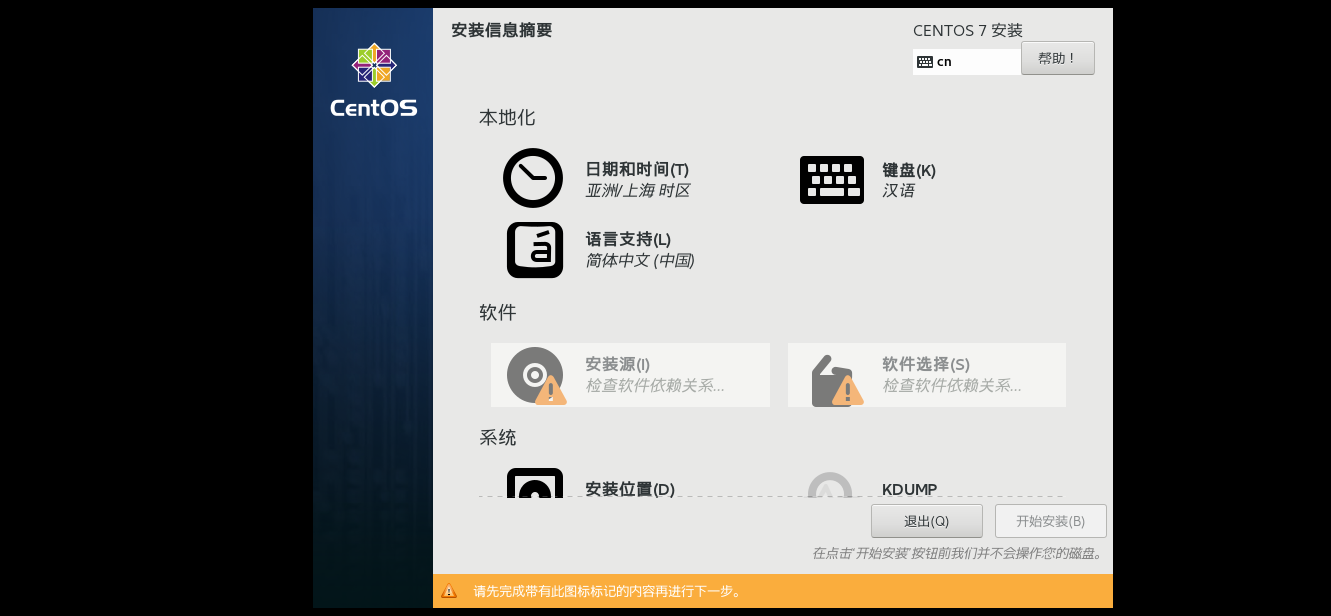 安装信息摘要
CENTOS 7 安装
cn
帮助！
CentOS
本地化
日期和时间(T)
亚洲/上海 时区
键盘(K)
汉语
语言支持(L)
简体中文 (中国)
软件
安装源(I)
检查软件依赖关系...
软件选择(S)
检查软件依赖关系...
系统
安装位置(D)
KDUMP
退出(Q)
开始安装(B)
在点击'开始安装'按钮前我们并不会操作您的磁盘。
请先完成带有此图标标记的内容再进行下一步。